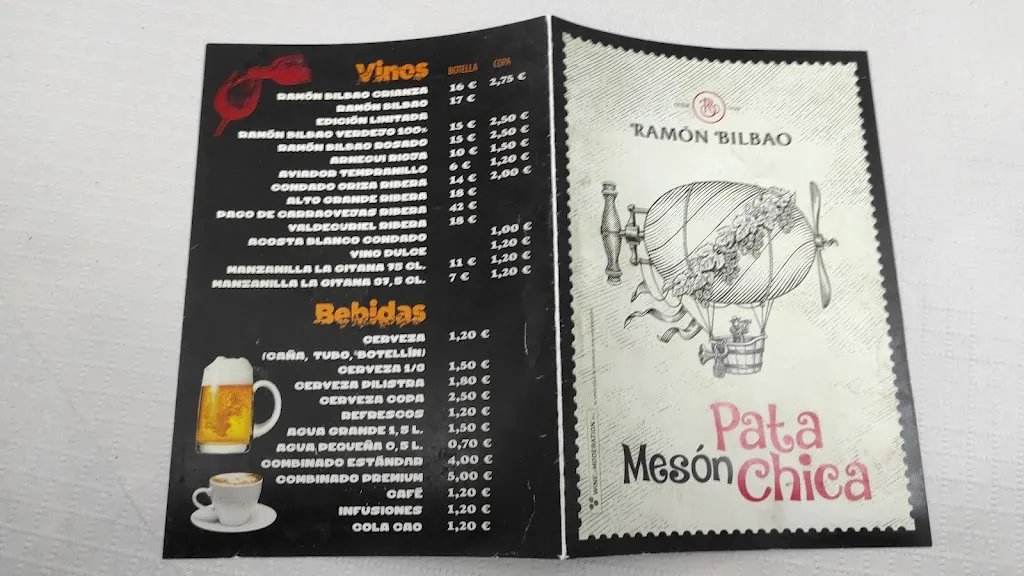 Vinos BOTELLA COPA
RAMÓN BILBAO CRIANZA 16 € 2,75 €
RAMÓN BILBAO 17 €
EDICIÓN LIMITADA
RAMÓN BILBAO VERDEJO 100% 15 € 2,50 €
RAMÓN BILBAO ROSADO 15 € 2,50 €
ARNEGUI RIOJA 10 € 1,50 €
AVIADOR TEMPRANILLO 6 € 1,20 €
CONDADO ORIZA RIBERA 14 € 2,00 €
ALTO GRANDE RIBERA 18 €
PAGO DE CARRAOVEJAS RIBERA 42 €
VALDECURIEL RIBERA 18 €
ACOSTA BLANCO CONDADO 1,00 €
VINO DULCE 1,20 €
MANZANILLA LA GITANA 75 CL. 11 € 1,20 €
MANZANILLA LA GITANA 37,5 CL. 7 € 1,20 €
Bebidas
CERVEZA 1,20 €
(CAÑA, TUBO, BOTELLÍN)
CERVEZA 1/3 1,50 €
CERVEZA PILISTRA 1,80 €
CERVEZA COPA 2,50 €
REFRESCOS 1,20 €
AGUA GRANDE 1,5 L. 1,50 €
AGUA PEQUEÑA 0,5 L. 0,70 €
COMBINADO ESTÁNDAR 4,00 €
COMBINADO PREMIUM 5,00 €
CAFÉ 1,20 €
INFUSIONES 1,20 €
COLA CAO 1,20 €
RB
RAMÓN BILBAO
WINE in MODERATION
Pata
Mesón Chica